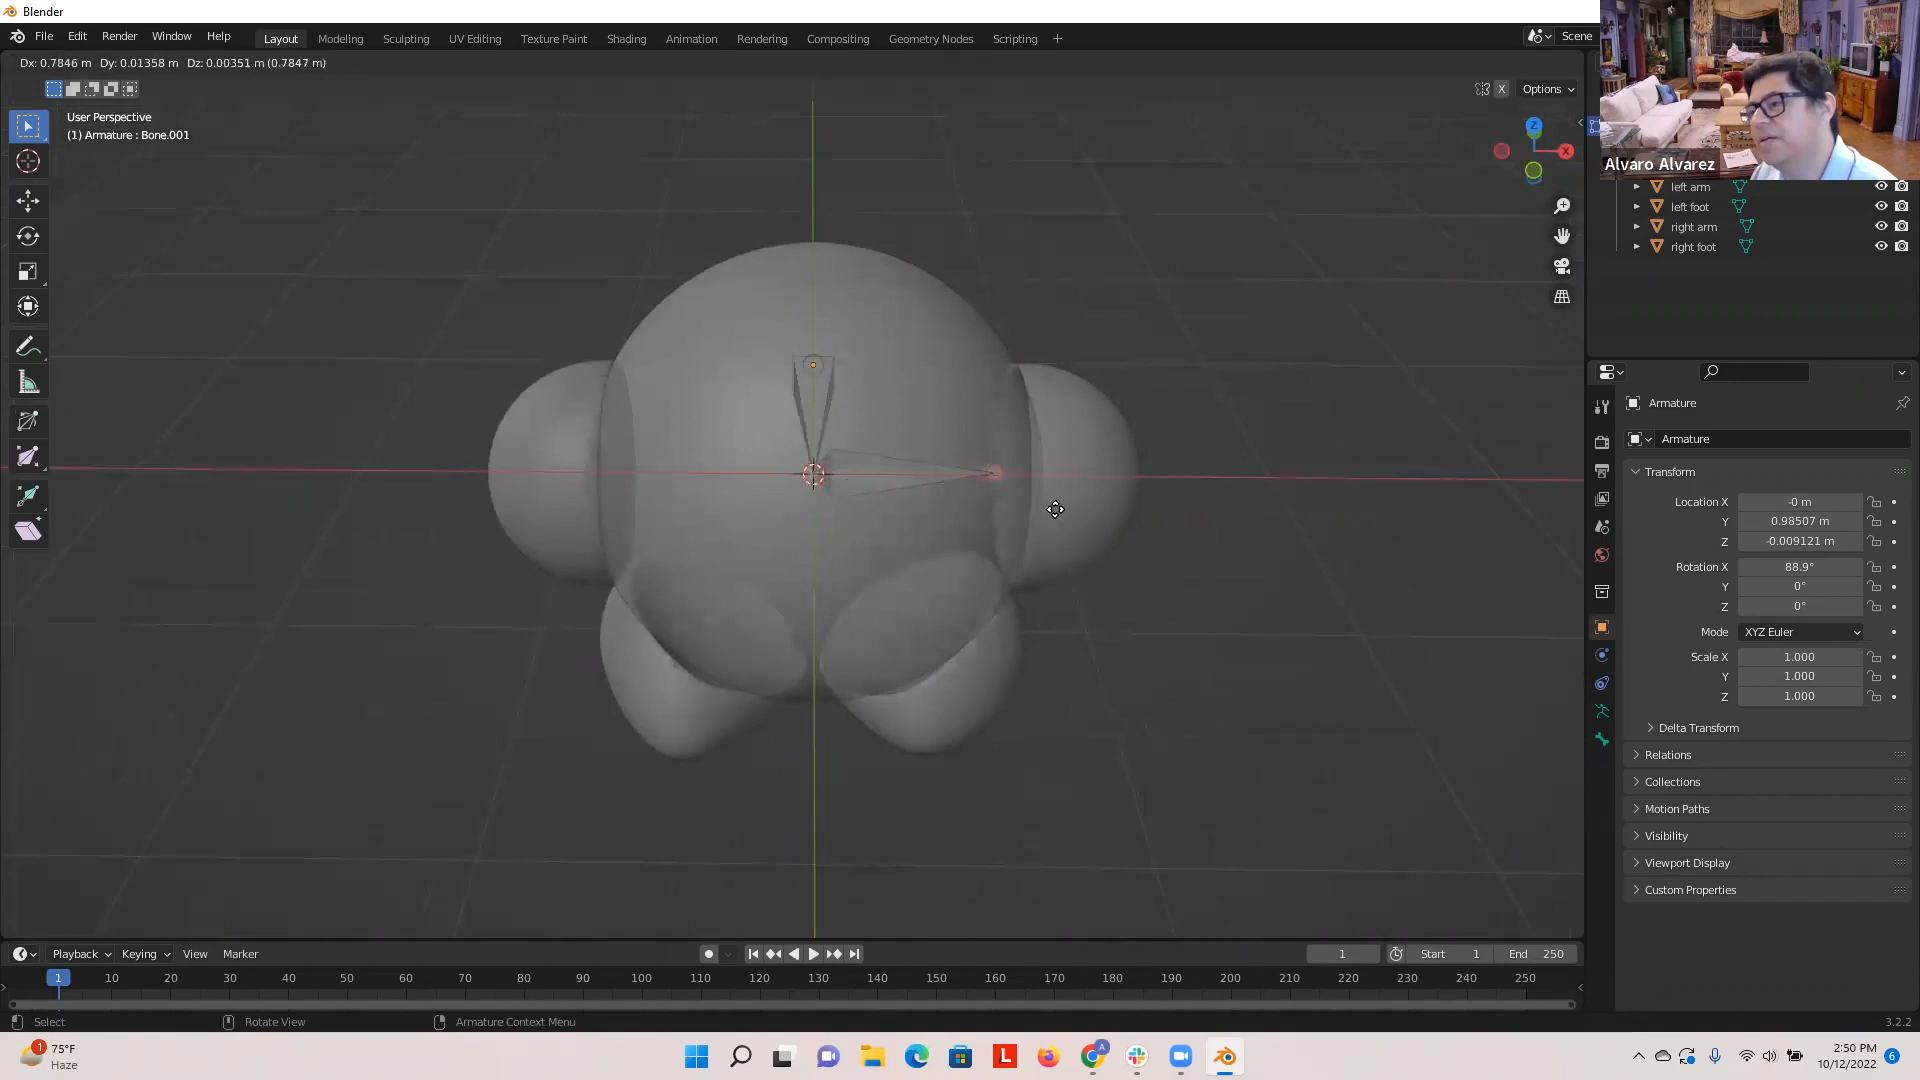 Blender
File Edit Render Window Help Layout Modeling Sculpting UV Editing Texture Paint Shading Animation Rendering Compositing Geometry Nodes Scripting + Scene
Dx: 0.7846 m Dy: 0.01358 m Dz: 0.00351 m (0.7847 m)
X Options
User Perspective
(1) Armature : Bone.001
Z
X
Alvaro Alvarez
left arm
left foot
right arm
right foot
Armature
Armature
Transform
Location X -0 m
Y 0.98507 m
Z -0.009121 m
Rotation X 88.9°
Y 0°
Z 0°
Mode XYZ Euler
Scale X 1.000
Y 1.000
Z 1.000
Delta Transform
Relations
Collections
Motion Paths
Visibility
Viewport Display
Custom Properties
Playback Keying View Marker 1 Start 1 End 250
1 10 20 30 40 50 60 70 80 90 100 110 120 130 140 150 160 170 180 190 200 210 220 230 240 250
Select Rotate View Armature Context Menu 3.2.2
1 75°F
Haze
L
A
2:50 PM
10/12/2022
6